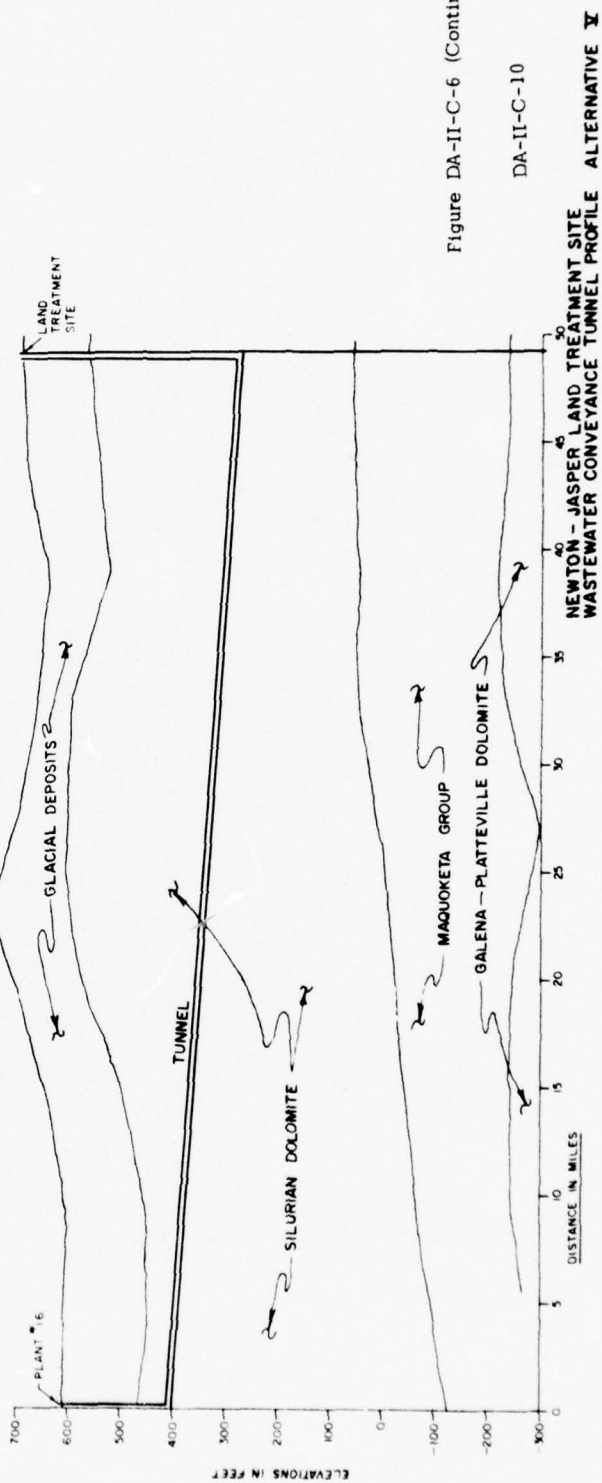 LAND
TREATMENT
SITE
PLANT #16
GLACIAL DEPOSITS
TUNNEL
SILURIAN DOLOMITE
MAQUOKETA GROUP
GALENA-PLATTEVILLE DOLOMITE
700
600
500
400
300
200
100
0
-100
-200
-300
ELEVATIONS IN FEET
0
5
10
15
20
25
30
35
40
45
50
DISTANCE IN MILES
Figure DA-II-C-6 (Contin
DA-II-C-10
NEWTON-JASPER LAND TREATMENT SITE
WASTEWATER CONVEYANCE TUNNEL PROFILE ALTERNATIVE V